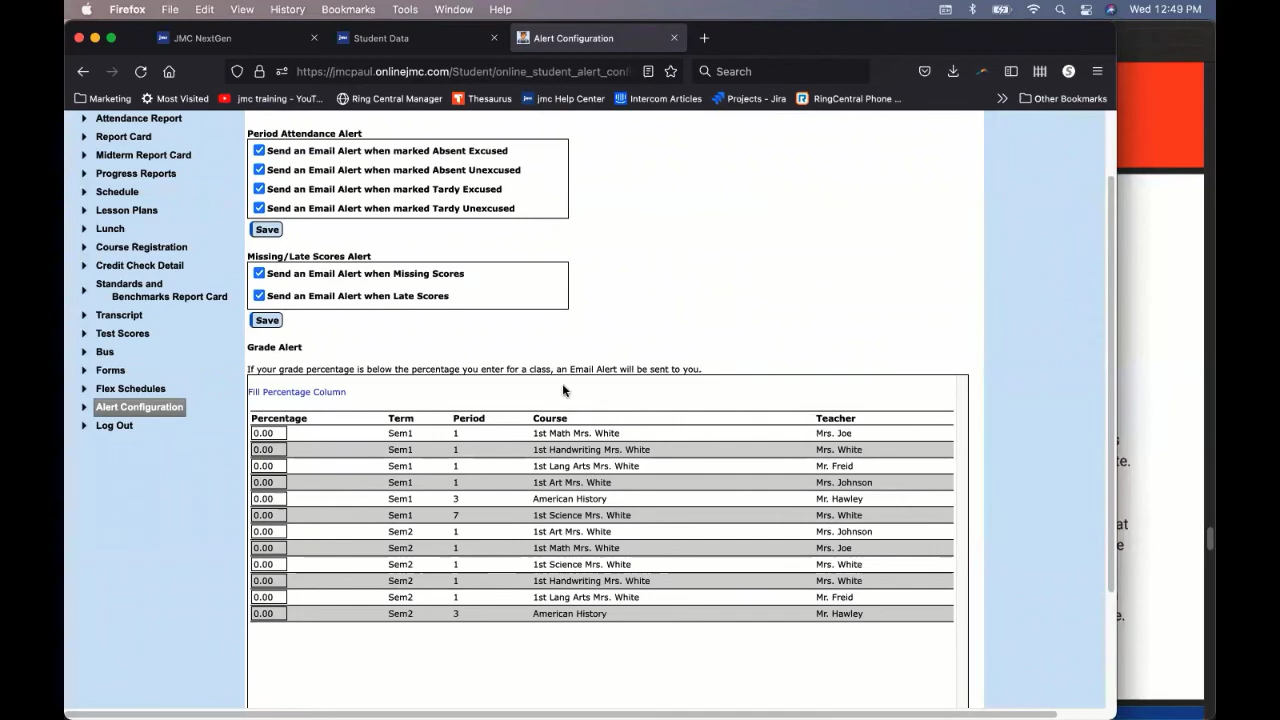 Firefox File Edit View History Bookmarks Tools Window Help Wed 12:49 PM
jmc JMC NextGen jmc Student Data Alert Configuration
https://jmcpaul.onlinejmc.com/Student/online_student_alert_conf Search
Marketing Most Visited jmc training - YouT... Ring Central Manager Thesaurus jmc Help Center Intercom Articles Projects - Jira RingCentral Phone ... Other Bookmarks
Attendance Report
Report Card
Midterm Report Card
Progress Reports
Schedule
Lesson Plans
Lunch
Course Registration
Credit Check Detail
Standards and
Benchmarks Report Card
Transcript
Test Scores
Bus
Forms
Flex Schedules
Alert Configuration
Log Out
Period Attendance Alert
Send an Email Alert when marked Absent Excused
Send an Email Alert when marked Absent Unexcused
Send an Email Alert when marked Tardy Excused
Send an Email Alert when marked Tardy Unexcused
Save
Missing/Late Scores Alert
Send an Email Alert when Missing Scores
Send an Email Alert when Late Scores
Save
Grade Alert
If your grade percentage is below the percentage you enter for a class, an Email Alert will be sent to you.
Fill Percentage Column
Percentage Term Period Course Teacher
0.00 Sem1 1 1st Math Mrs. White Mrs. Joe
0.00 Sem1 1 1st Handwriting Mrs. White Mrs. White
0.00 Sem1 1 1st Lang Arts Mrs. White Mr. Freid
0.00 Sem1 1 1st Art Mrs. White Mrs. Johnson
0.00 Sem1 3 American History Mr. Hawley
0.00 Sem1 7 1st Science Mrs. White Mrs. White
0.00 Sem2 1 1st Art Mrs. White Mrs. Johnson
0.00 Sem2 1 1st Math Mrs. White Mrs. Joe
0.00 Sem2 1 1st Science Mrs. White Mrs. White
0.00 Sem2 1 1st Handwriting Mrs. White Mrs. White
0.00 Sem2 1 1st Lang Arts Mrs. White Mr. Freid
0.00 Sem2 3 American History Mr. Hawley